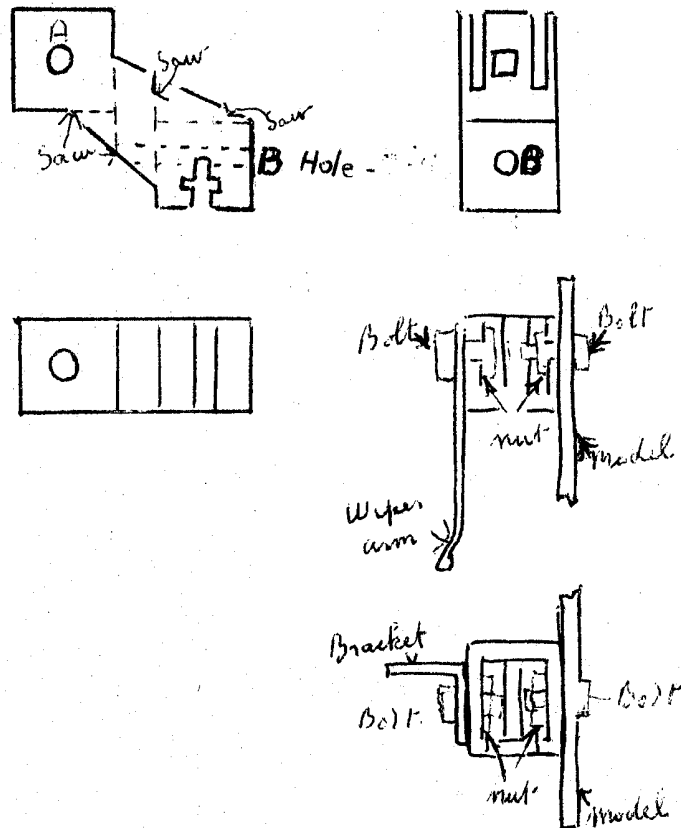 A
Saw
Saw
Saw
B Hole -
B
Bolt
Bolt
nut
Model
Wiper
arm
Bracket
Bolt
Bolt
nut
Model